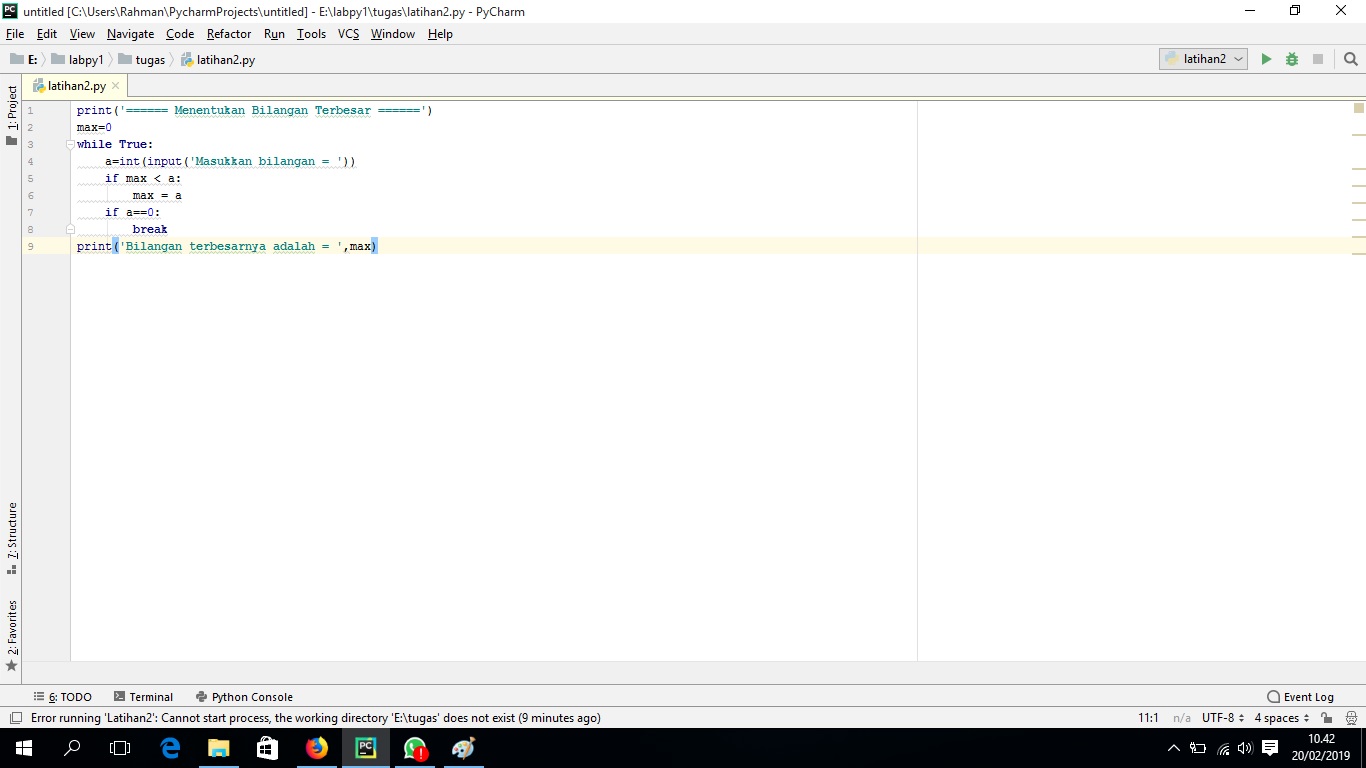 untitled [C:\Users\Rahman\PycharmProjects\untitled] - E:\labpy1\tugas\latihan2.py - PyCharm
File Edit View Navigate Code Refactor Run Tools VCS Window Help
E: labpy1 tugas latihan2.py latihan2
latihan2.py
1: Project
1 print('====== Menentukan Bilangan Terbesar ======')
2 max=0
3 while True:
4     a=int(input('Masukkan bilangan = '))
5     if max < a:
6         max = a
7     if a==0:
8         break
9 print('Bilangan terbesarnya adalah = ',max)
7: Structure
2: Favorites
6: TODO Terminal Python Console Event Log
Error running 'Latihan2': Cannot start process, the working directory 'E:\tugas' does not exist (9 minutes ago) 11:1 n/a UTF-8 4 spaces
10.42
20/02/2019